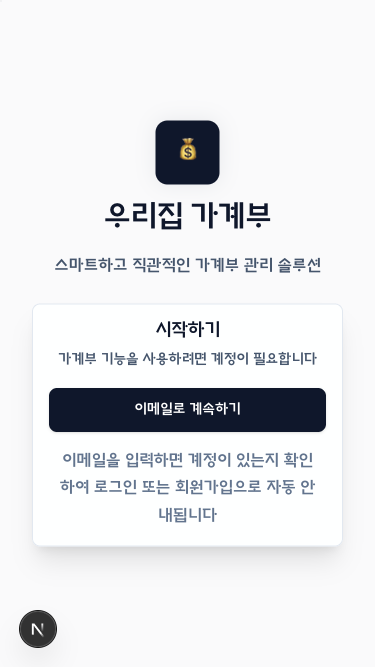 우리집 가계부
스마트하고 직관적인 가계부 관리 솔루션
시작하기
가계부 기능을 사용하려면 계정이 필요합니다
이메일로 계속하기
이메일을 입력하면 계정이 있는지 확인
하여 로그인 또는 회원가입으로 자동 안
내됩니다
N